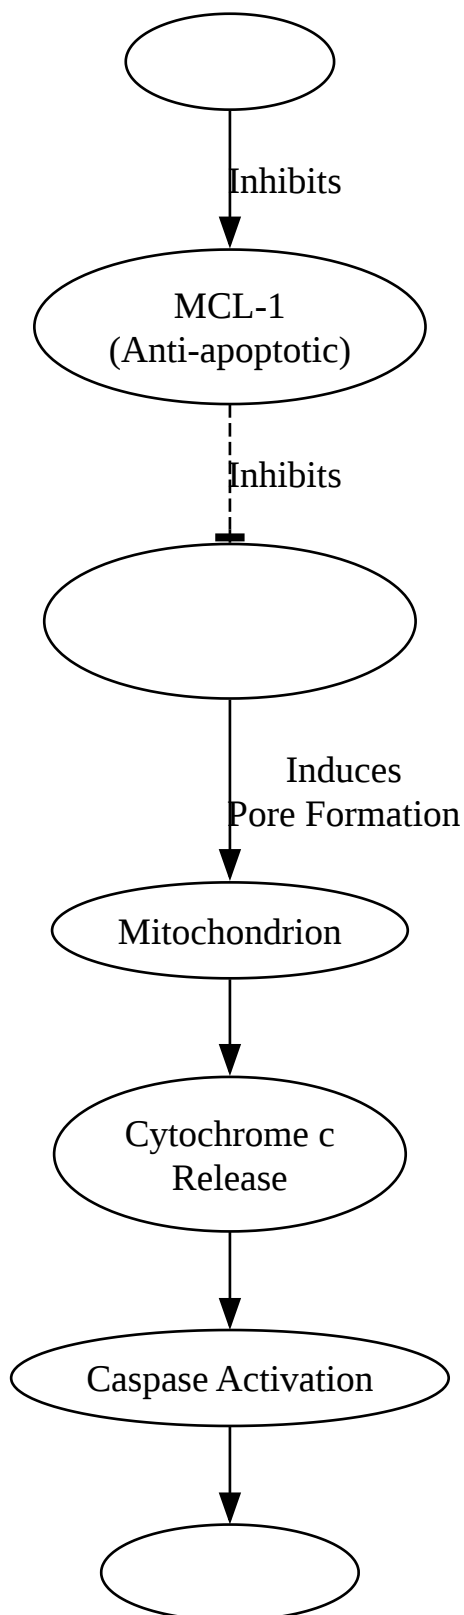 Inhibits
MCL-1
(Anti-apoptotic)
Inhibits
Induces
Pore Formation
Mitochondrion
Cytochrome c
Release
Caspase Activation